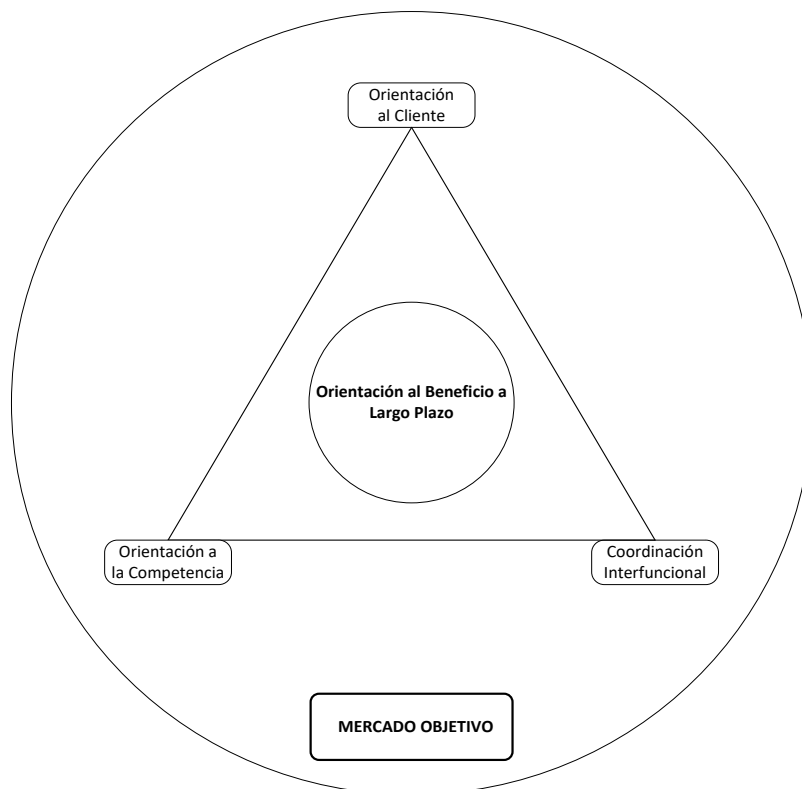 Orientación
al Cliente
Orientación al Beneficio a
Largo Plazo
Orientación a
la Competencia
Coordinación
Interfuncional
MERCADO OBJETIVO